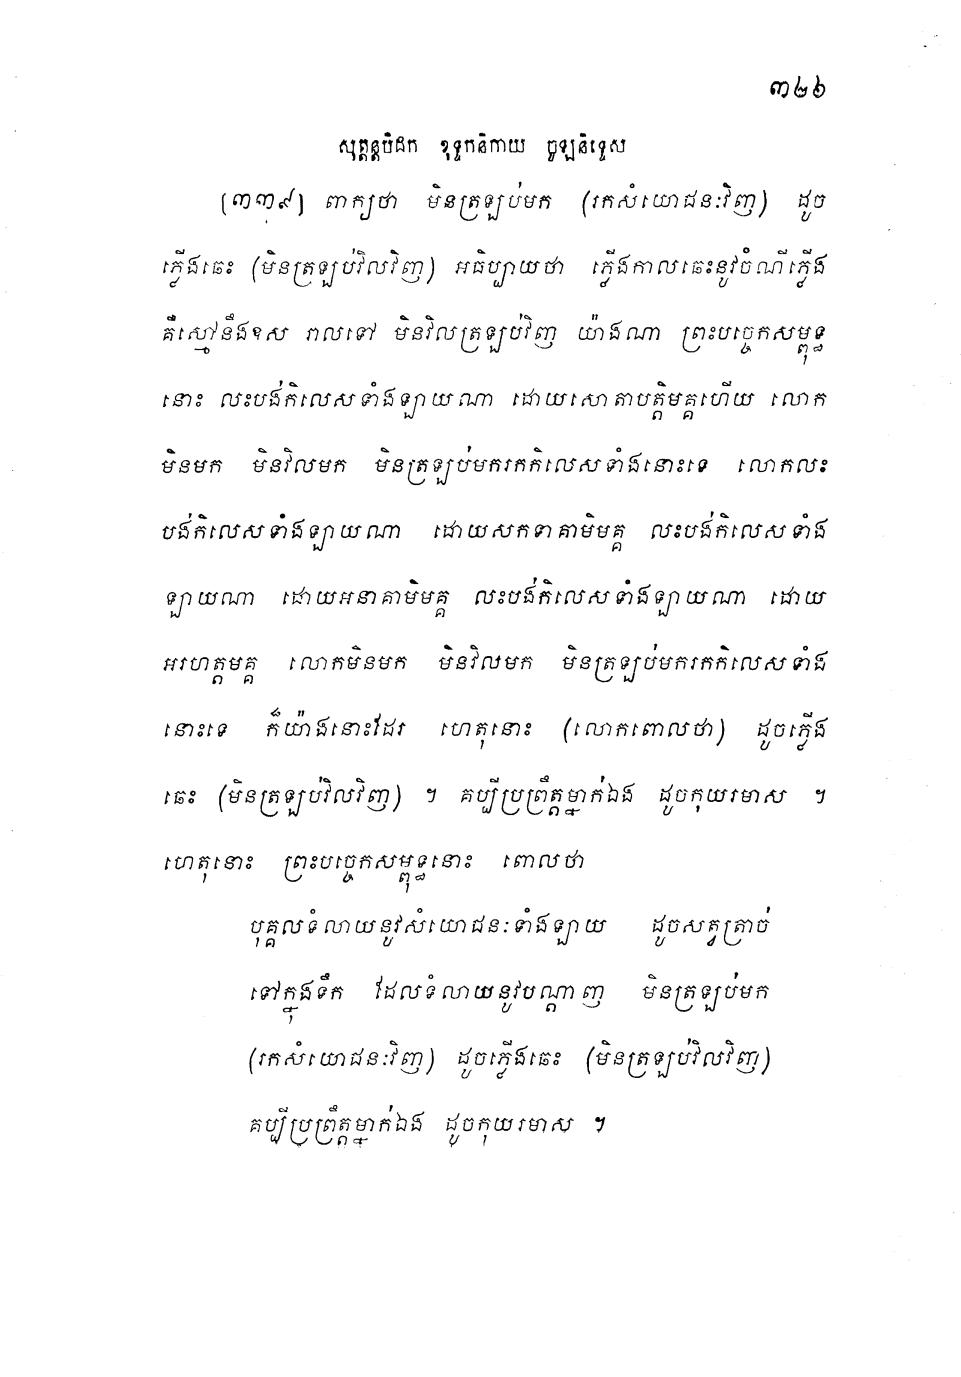 ៣២៦
សុត្តន្តបិដក ខុទ្ទកនិកាយ ចូឡនិទ្ទេស
(៣៣៩) ពាក្យថា មិនត្រឡប់មក (រកសំយោជនៈវិញ) ដូច
ភ្លើងឆេះ (មិនត្រឡប់វិលវិញ) អធិប្បាយថា ភ្លើងកាលឆេះនូវចំណីភ្លើង
គឺស្មៅនឹងឧស រាលទៅ មិនវិលត្រឡប់វិញ យ៉ាងណា ព្រះបច្ចេកសម្ពុទ្ធ
នោះ លះបង់កិលេសទាំងឡាយណា ដោយសោតាបត្តិមគ្គហើយ លោក
មិនមក មិនវិលមក មិនត្រឡប់មករកកិលេសទាំងនោះទេ លោកលះ
បង់កិលេសទាំងឡាយណា ដោយសកទាគាមិមគ្គ លះបង់កិលេសទាំង
ឡាយណា ដោយអនាគាមិមគ្គ លះបង់កិលេសទាំងឡាយណា ដោយ
អរហត្តមគ្គ លោកមិនមក មិនវិលមក មិនត្រឡប់មករកកិលេសទាំង
នោះទេ ក៏យ៉ាងនោះដែរ ហេតុនោះ (លោកពោលថា) ដូចភ្លើង
ឆេះ (មិនត្រឡប់វិលវិញ) ។ គប្បីប្រព្រឹត្តម្នាក់ឯង ដូចកុយរមាស ។
ហេតុនោះ ព្រះបច្ចេកសម្ពុទ្ធនោះ ពោលថា
បុគ្គលទំលាយនូវសំយោជនៈទាំងឡាយ ដូចសត្វត្រាច់
ទៅក្នុងទឹក ដែលទំលាយនូវបណ្តាញ មិនត្រឡប់មក
(រកសំយោជនៈវិញ) ដូចភ្លើងឆេះ (មិនត្រឡប់វិលវិញ)
គប្បីប្រព្រឹត្តម្នាក់ឯង ដូចកុយរមាស ។